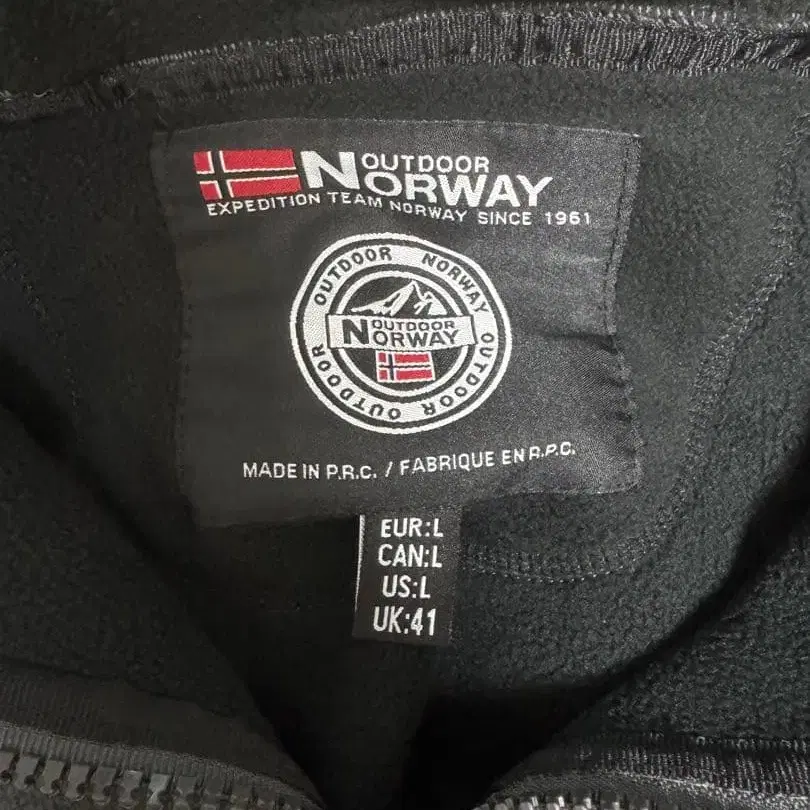 OUTDOOR
NORWAY
EXPEDITION TEAM NORWAY SINCE 1961
OUTDOOR NORWAY OUTDOOR OUTDOOR
OUTDOOR
NORWAY
MADE IN P.R.C. / FABRIQUE EN R.P.C.
EUR:L
CAN:L
US:L
UK:41